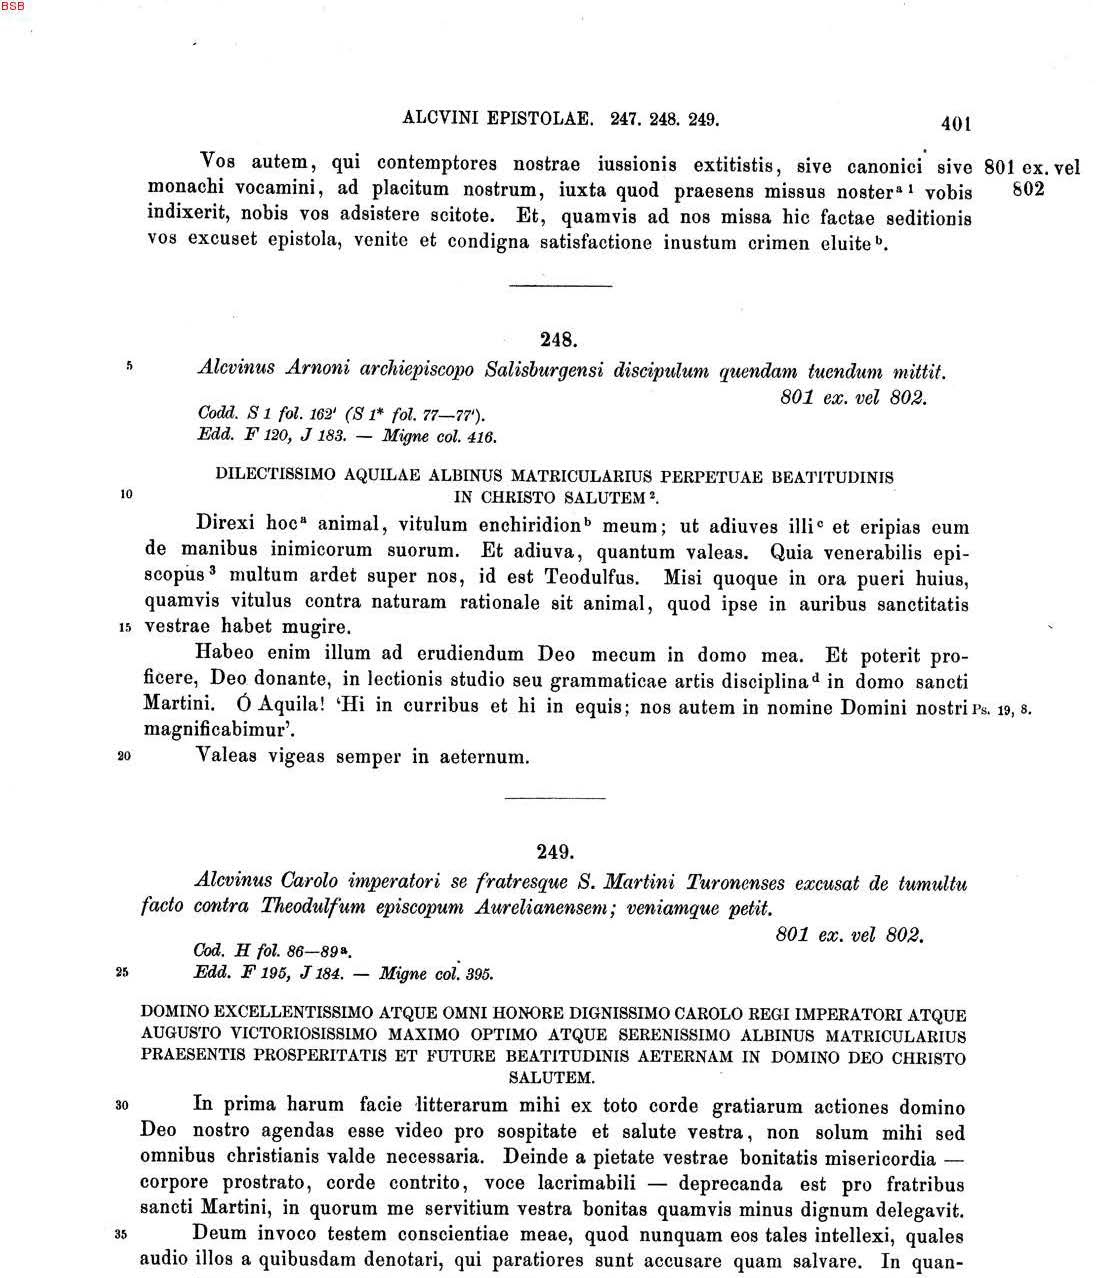 BSB
ALCVINI EPISTOLAE. 247. 248. 249. 401
Vos autem, qui contemptores nostrae iussionis extitistis, sive canonici sive 801 ex. vel
monachi vocamini, ad placitum nostrum, iuxta quod praesens missus noster ᵃ ¹ vobis 802
indixerit, nobis vos adsistere scitote. Et, quamvis ad nos missa hic factae seditionis
vos excuset epistola, venite et condigna satisfactione inustum crimen eluite ᵇ.
248.
5 Alcvinus Arnoni archiepiscopo Salisburgensi discipulum quendam tuendum mittit.
801 ex. vel 802.
Codd. S 1 fol. 162' (S 1* fol. 77—77').
Edd. F 120, J 183. — Migne col. 416.
DILECTISSIMO AQUILAE ALBINUS MATRICULARIUS PERPETUAE BEATITUDINIS
10 IN CHRISTO SALUTEM ².
Direxi hoc ᵃ animal, vitulum enchiridion ᵇ meum; ut adiuves illi ᶜ et eripias eum
de manibus inimicorum suorum. Et adiuva, quantum valeas. Quia venerabilis epi-
scopus ³ multum ardet super nos, id est Teodulfus. Misi quoque in ora pueri huius,
quamvis vitulus contra naturam rationale sit animal, quod ipse in auribus sanctitatis
15 vestrae habet mugire.
Habeo enim illum ad erudiendum Deo mecum in domo mea. Et poterit pro-
ficere, Deo donante, in lectionis studio seu grammaticae artis disciplina ᵈ in domo sancti
Martini. Ó Aquila! ‘Hi in curribus et hi in equis; nos autem in nomine Domini nostri Ps. 19, 8.
magnificabimur’.
20 Valeas vigeas semper in aeternum.
249.
Alcvinus Carolo imperatori se fratresque S. Martini Turonenses excusat de tumultu
facto contra Theodulfum episcopum Aurelianensem; veniamque petit.
801 ex. vel 802.
Cod. H fol. 86—89 ᵃ.
25 Edd. F 195, J 184. — Migne col. 395.
DOMINO EXCELLENTISSIMO ATQUE OMNI HONORE DIGNISSIMO CAROLO REGI IMPERATORI ATQUE
AUGUSTO VICTORIOSISSIMO MAXIMO OPTIMO ATQUE SERENISSIMO ALBINUS MATRICULARIUS
PRAESENTIS PROSPERITATIS ET FUTURE BEATITUDINIS AETERNAM IN DOMINO DEO CHRISTO
SALUTEM.
30 In prima harum facie litterarum mihi ex toto corde gratiarum actiones domino
Deo nostro agendas esse video pro sospitate et salute vestra, non solum mihi sed
omnibus christianis valde necessaria. Deinde a pietate vestrae bonitatis misericordia —
corpore prostrato, corde contrito, voce lacrimabili — deprecanda est pro fratribus
sancti Martini, in quorum me servitium vestra bonitas quamvis minus dignum delegavit.
35 Deum invoco testem conscientiae meae, quod nunquam eos tales intellexi, quales
audio illos a quibusdam denotari, qui paratiores sunt accusare quam salvare. In quan-